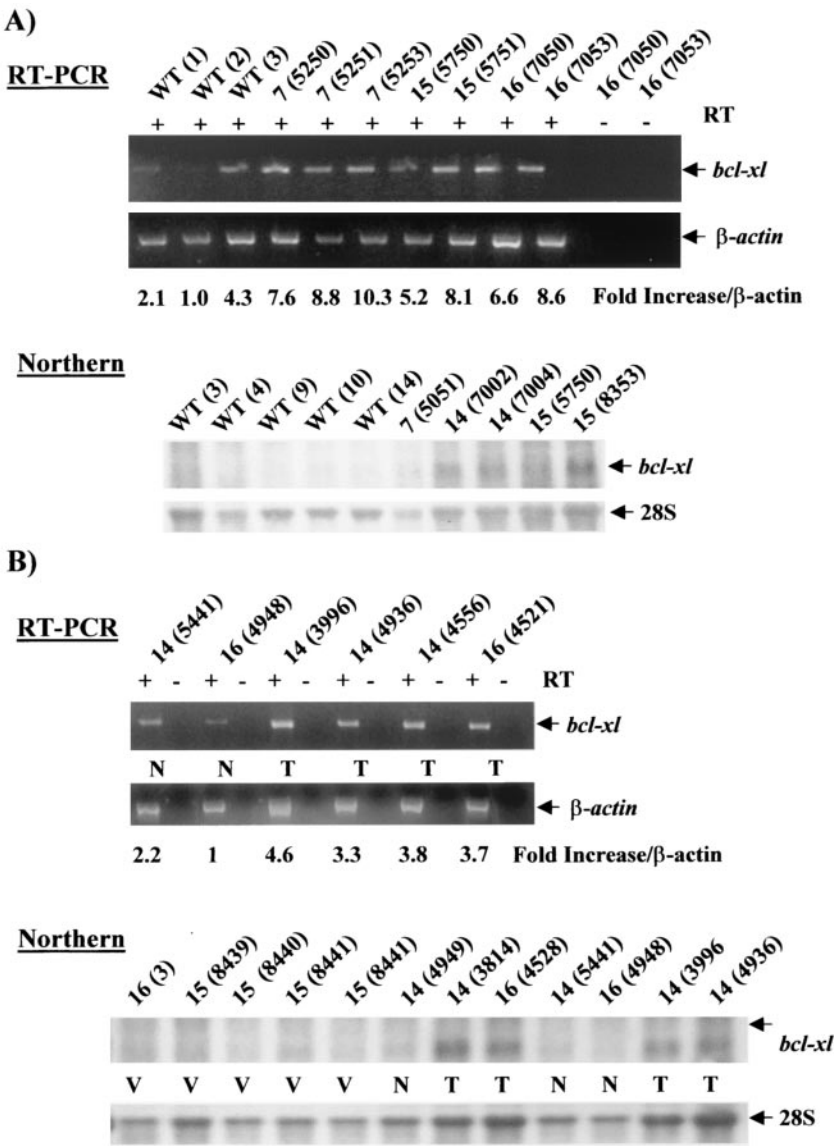 A)
RT-PCR
WT (1) WT (2) WT (3) 7 (5250) 7 (5251) 7 (5253) 15 (5750) 15 (5751) 16 (7050) 16 (7053) 16 (7050) 16 (7053)
+ + + + + + + + + + - - RT
bcl-xl
β-actin
2.1 1.0 4.3 7.6 8.8 10.3 5.2 8.1 6.6 8.6 Fold Increase/β-actin
Northern
WT (3) WT (4) WT (9) WT (10) WT (14) 7 (5051) 14 (7002) 14 (7004) 15 (5750) 15 (8353)
bcl-xl
28S
B)
RT-PCR
14 (5441) 16 (4948) 14 (3996) 14 (4936) 14 (4556) 16 (4521)
+ - + - + - + - + - + - RT
bcl-xl
N N T T T T
β-actin
2.2 1 4.6 3.3 3.8 3.7 Fold Increase/β-actin
Northern
16 (3) 15 (8439) 15 (8440) 15 (8441) 15 (8441) 14 (4949) 14 (3814) 16 (4528) 14 (5441) 16 (4948) 14 (3996 14 (4936)
bcl-xl
V V V V V N T T N N T T
28S